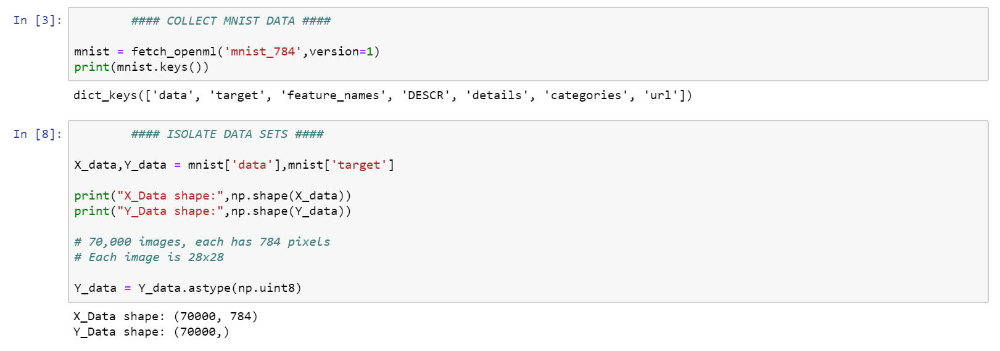 In [3]:
#### COLLECT MNIST DATA ####
mnist = fetch_openml('mnist_784',version=1)
print(mnist.keys())
dict_keys(['data', 'target', 'feature_names', 'DESCR', 'details', 'categories', 'url'])
In [8]:
#### ISOLATE DATA SETS ####
X_data,Y_data = mnist['data'],mnist['target']
print("X_Data shape:",np.shape(X_data))
print("Y_Data shape:",np.shape(Y_data))
# 70,000 images, each has 784 pixels
# Each image is 28x28
Y_data = Y_data.astype(np.uint8)
X_Data shape: (70000, 784)
Y_Data shape: (70000,)